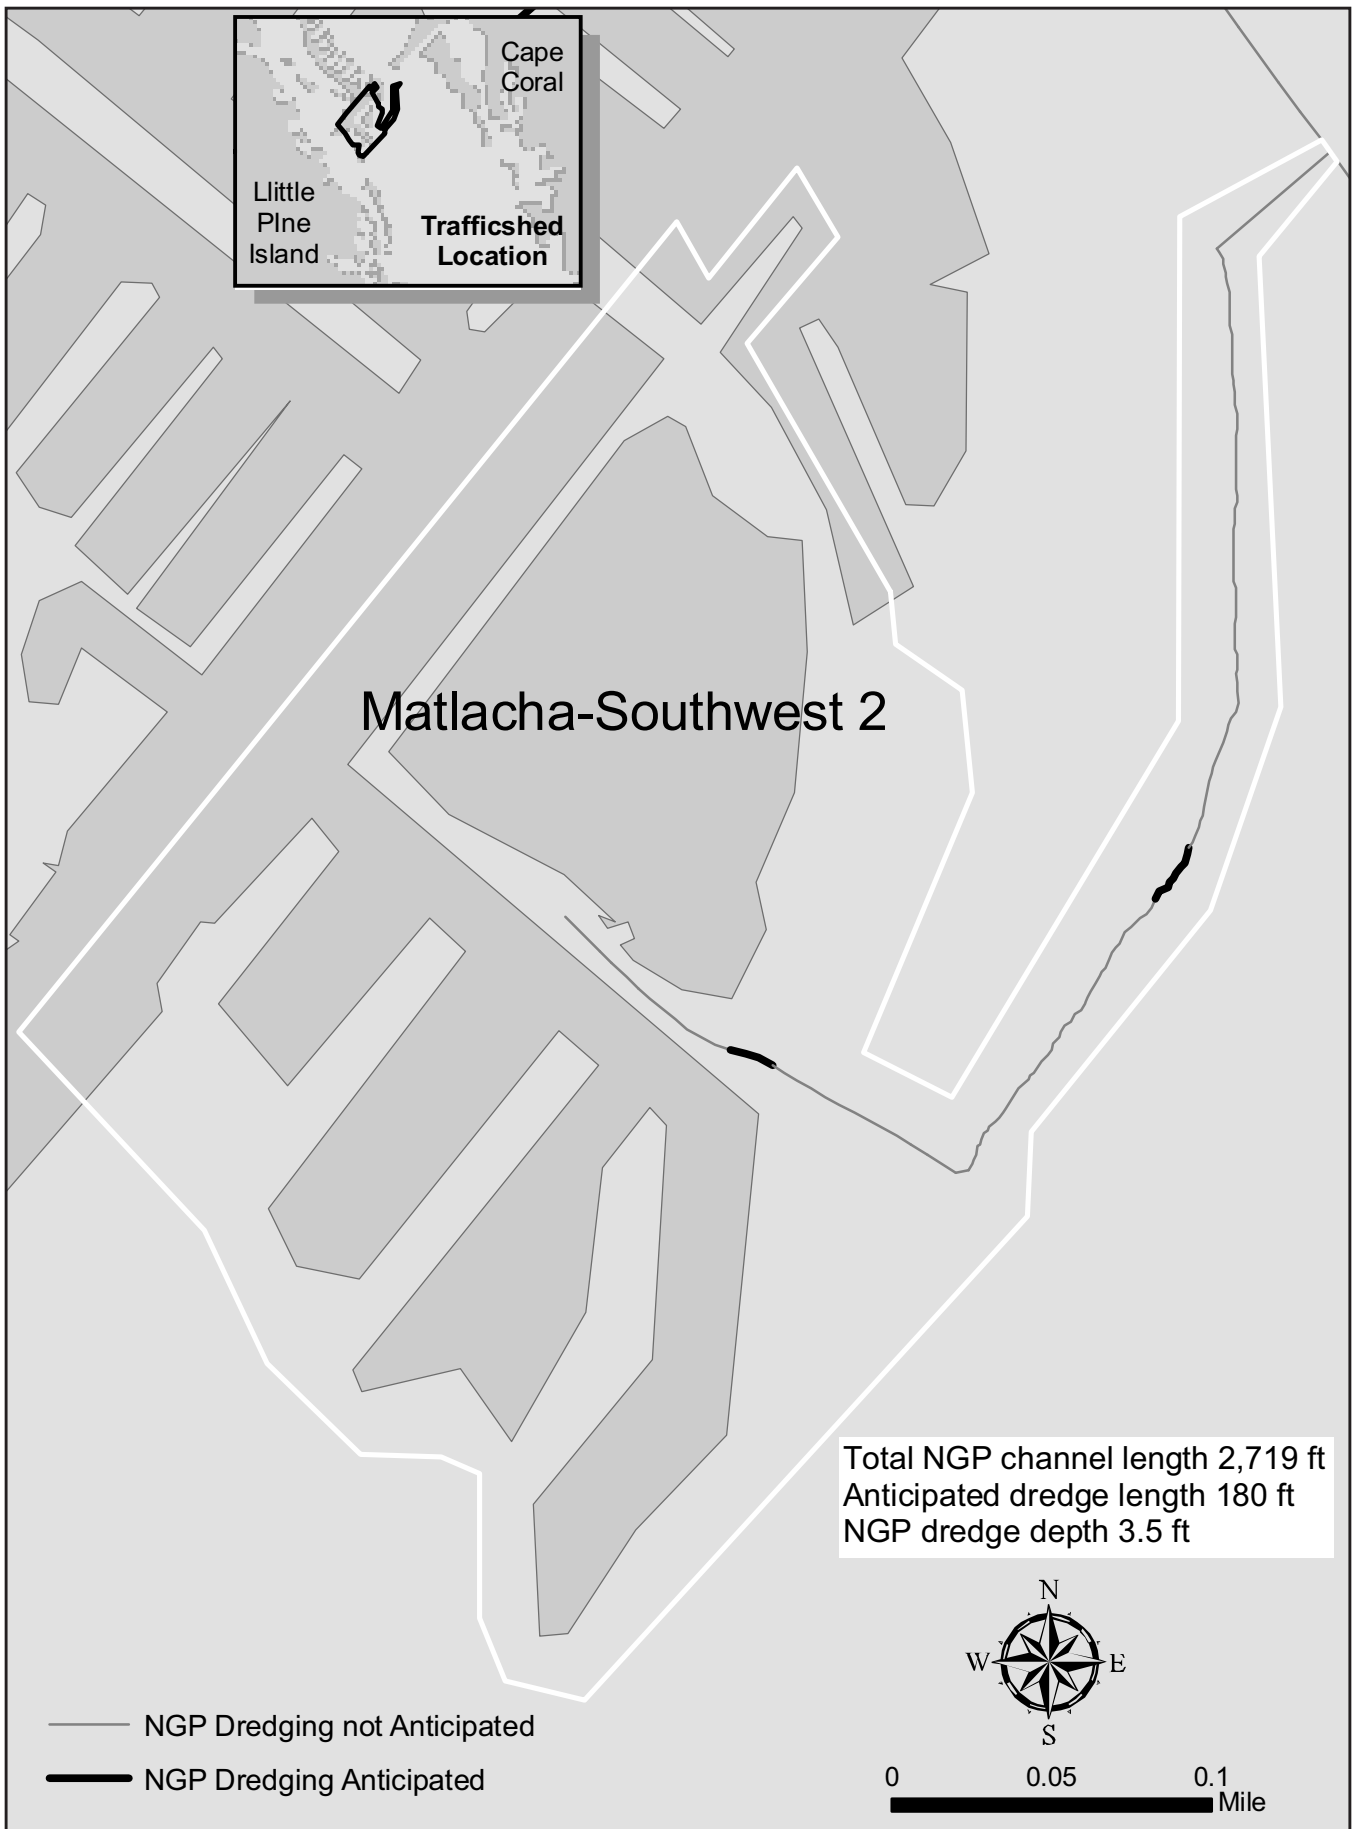 Cape
Coral
Llittle
PIne
Island
Trafficshed
Location
Matlacha-Southwest 2
Total NGP channel length 2,719 ft
Anticipated dredge length 180 ft
NGP dredge depth 3.5 ft
N
W
E
S
NGP Dredging not Anticipated
NGP Dredging Anticipated
0 0.05 0.1
Mile